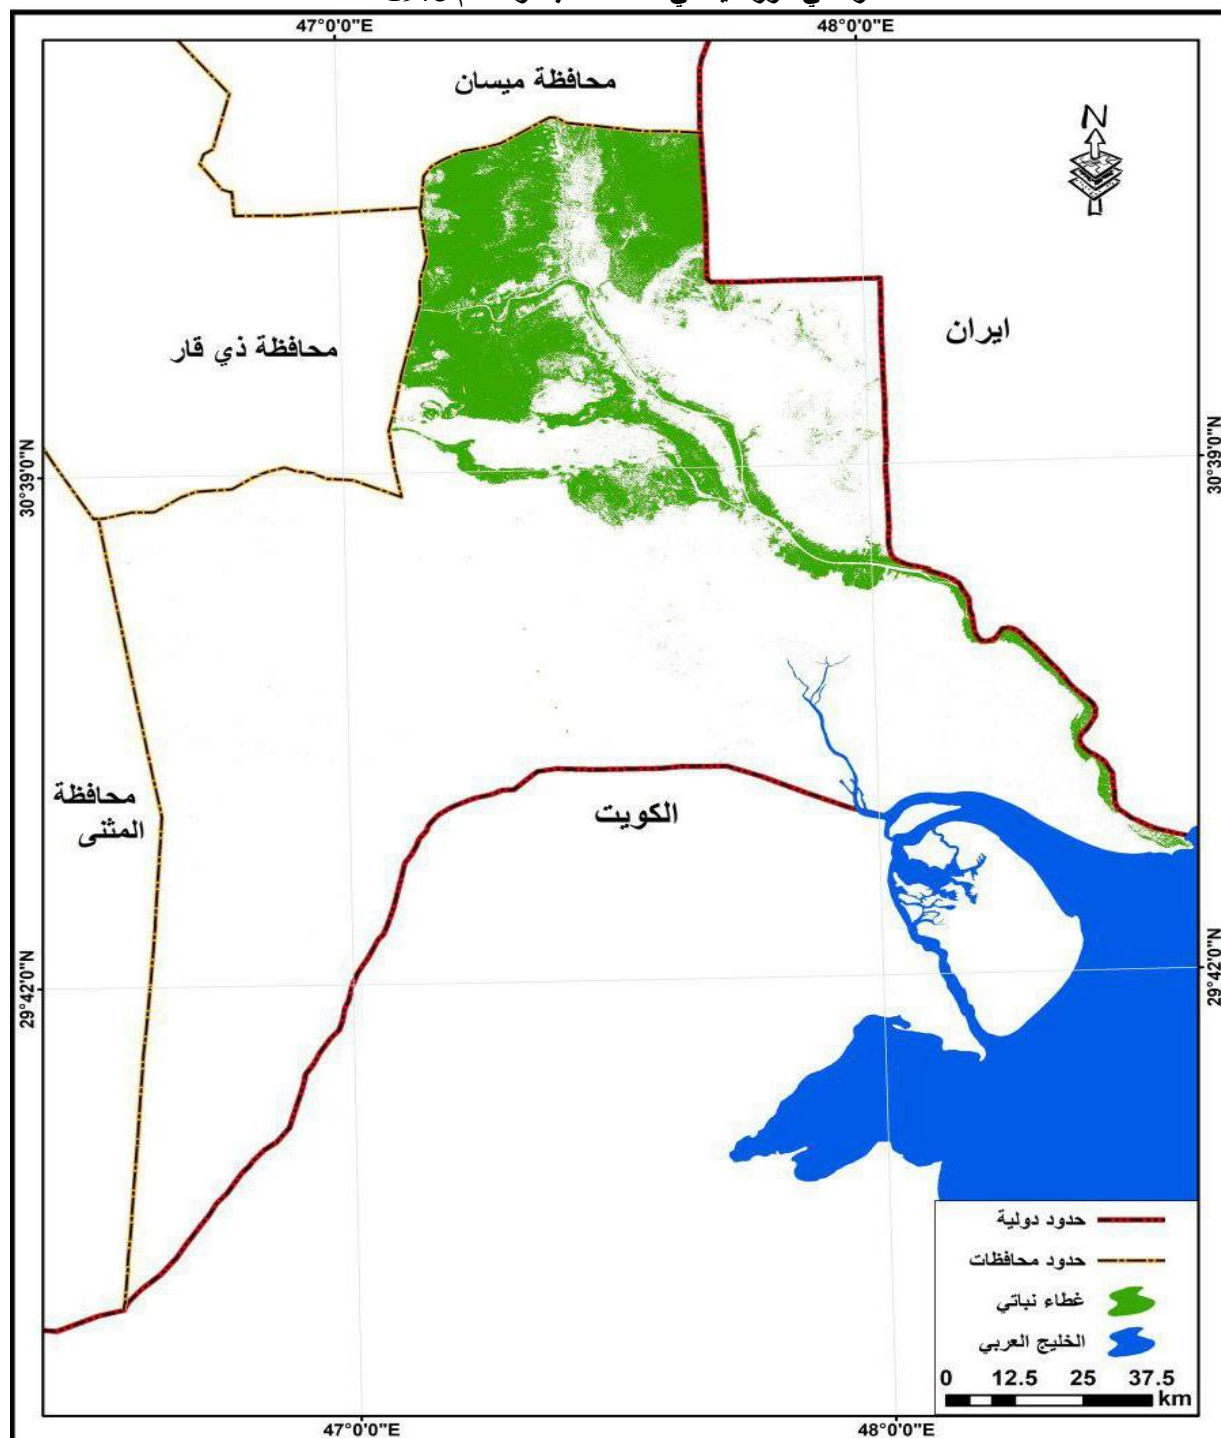 47°0'0"E
48°0'0"E
محافظة ميسان
N
ايران
محافظة ذي قار
30°39'0"N
30°39'0"N
محافظة
المثنى
الكويت
29°42'0"N
29°42'0"N
حدود دولية
حدود محافظات
غطاء نباتي
الخليج العربي
0 12.5 25 37.5
km
47°0'0"E
48°0'0"E